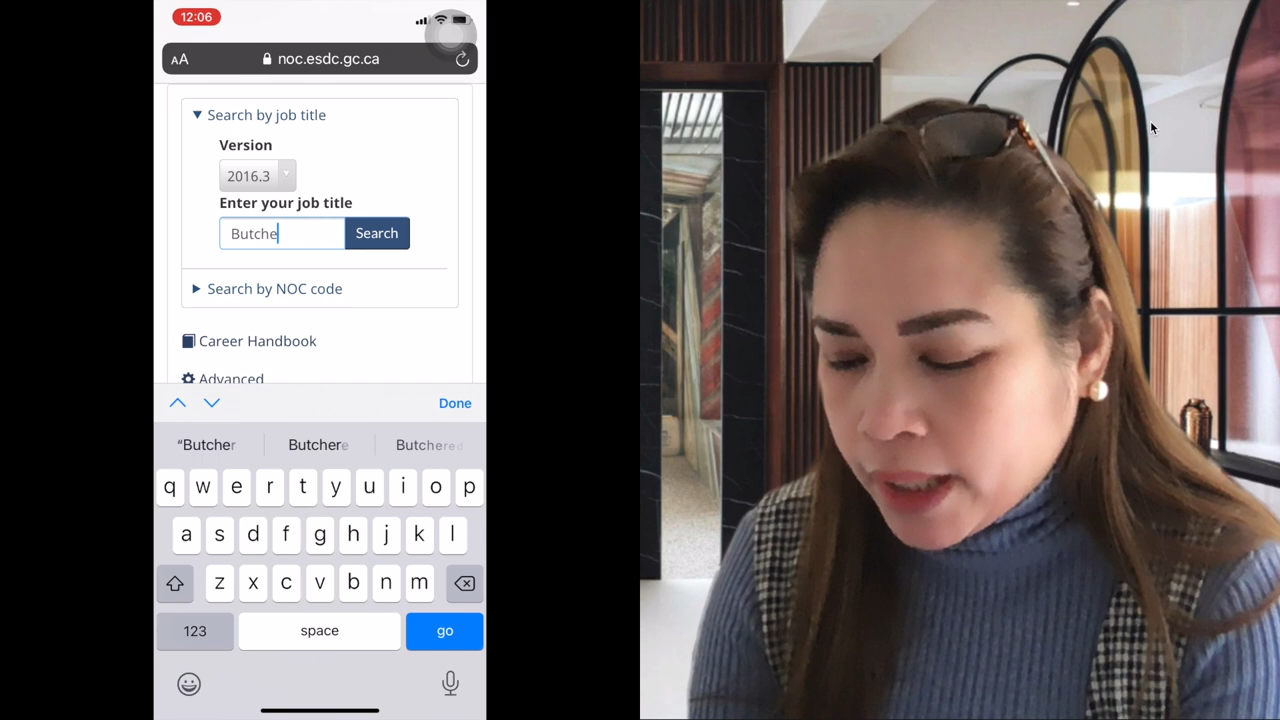 12:06
AA noc.esdc.gc.ca
Search by job title
Version
2016.3
Enter your job title
Butche Search
Search by NOC code
Career Handbook
Advanced
Done
“Butcher Butchere Butchered
q w e r t y u i o p
a s d f g h j k l
z x c v b n m
123 space go